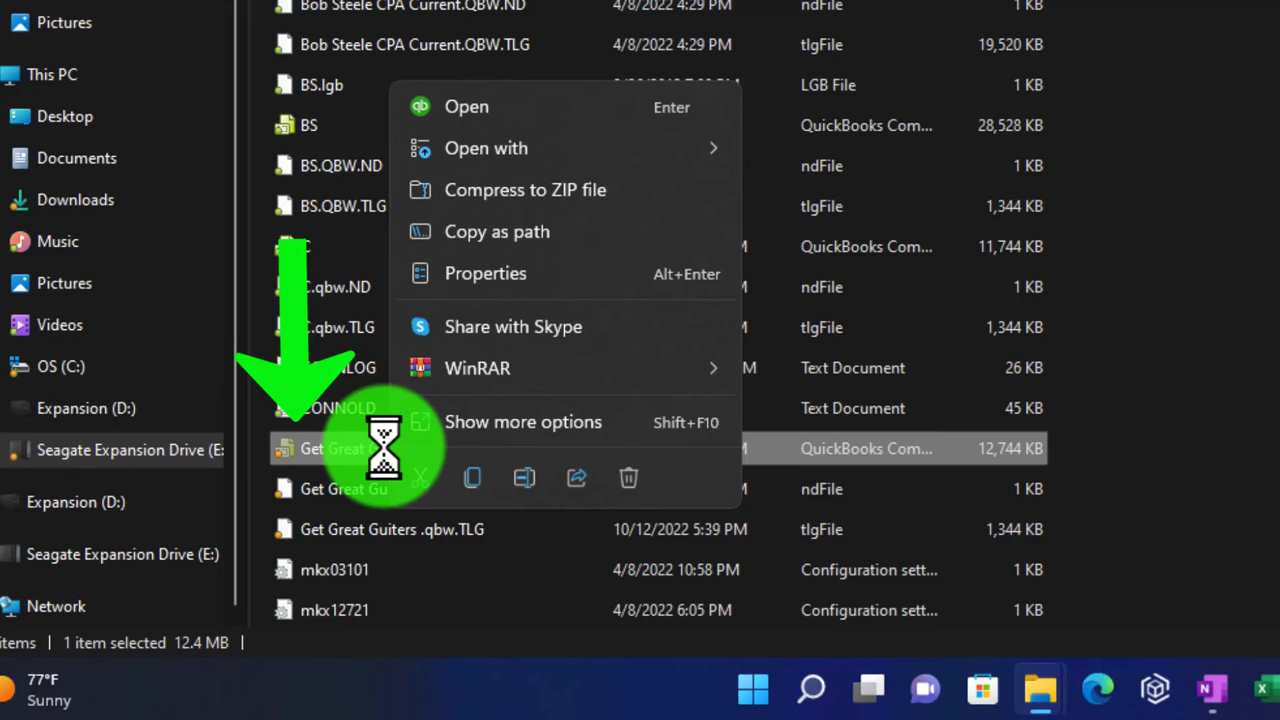 Pictures
This PC
Desktop
Documents
Downloads
Music
Pictures
Videos
OS (C:)
Expansion (D:)
Seagate Expansion Drive (E:
Expansion (D:)
Seagate Expansion Drive (E:)
Network
Bob Steele CPA Current.QBW.ND 4/8/2022 4:29 PM ndFile 1 KB
Bob Steele CPA Current.QBW.TLG 4/8/2022 4:29 PM tlgFile 19,520 KB
BS.lgb LGB File 1 KB
BS QuickBooks Com... 28,528 KB
BS.QBW.ND ndFile 1 KB
BS.QBW.TLG tlgFile 1,344 KB
C QuickBooks Com... 11,744 KB
C.qbw.ND ndFile 1 KB
C.qbw.TLG tlgFile 1,344 KB
LOG Text Document 26 KB
CONNOLD Text Document 45 KB
Get Great QuickBooks Com... 12,744 KB
Get Great Gu ndFile 1 KB
Get Great Guiters .qbw.TLG 10/12/2022 5:39 PM tlgFile 1,344 KB
mkx03101 4/8/2022 10:58 PM Configuration sett... 1 KB
mkx12721 4/8/2022 6:05 PM Configuration sett... 1 KB
qb Open Enter
Open with
Compress to ZIP file
Copy as path
Properties Alt+Enter
Share with Skype
WinRAR
Show more options Shift+F10
items 1 item selected 12.4 MB
77°F
Sunny